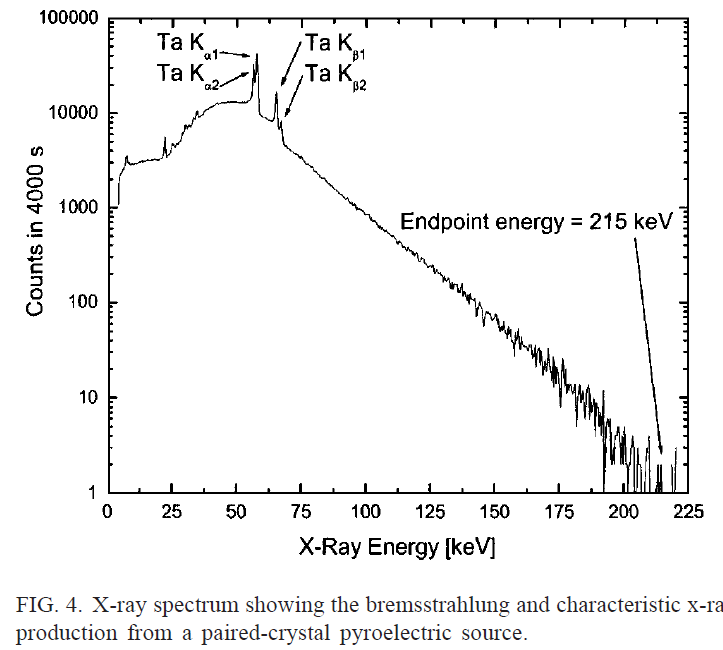 100000
10000
1000
100
10
1
Counts in 4000 s
Ta Kα1
Ta Kα2
Ta Kβ1
Ta Kβ2
Endpoint energy = 215 keV
0 25 50 75 100 125 150 175 200 225
X-Ray Energy [keV]
FIG. 4. X-ray spectrum showing the bremsstrahlung and characteristic x-ra
production from a paired-crystal pyroelectric source.